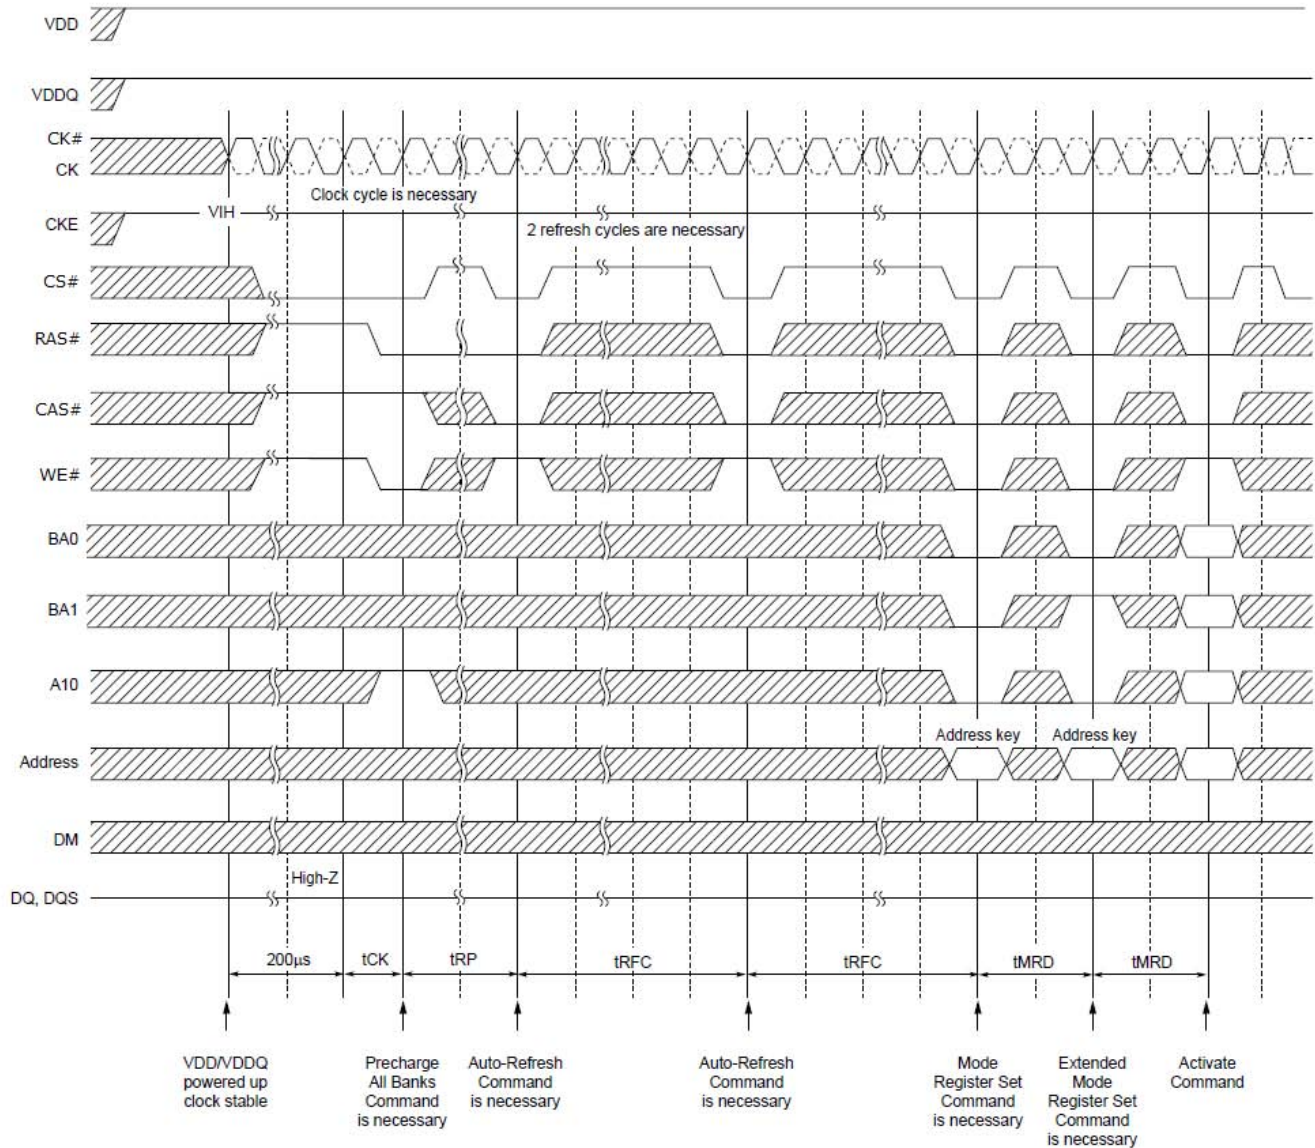 VDD
VDDQ
CK#
CK
Clock cycle is necessary
VIH
CKE
2 refresh cycles are necessary
CS#
RAS#
CAS#
WE#
BA0
BA1
A10
Address key Address key
Address
DM
High-Z
DQ, DQS
200μs tCK tRP tRFC tRFC tMRD tMRD
VDD/VDDQ
powered up
clock stable
Precharge
All Banks
Command
is necessary
Auto-Refresh
Command
is necessary
Auto-Refresh
Command
is necessary
Mode
Register Set
Command
is necessary
Extended
Mode
Register Set
Command
is necessary
Activate
Command